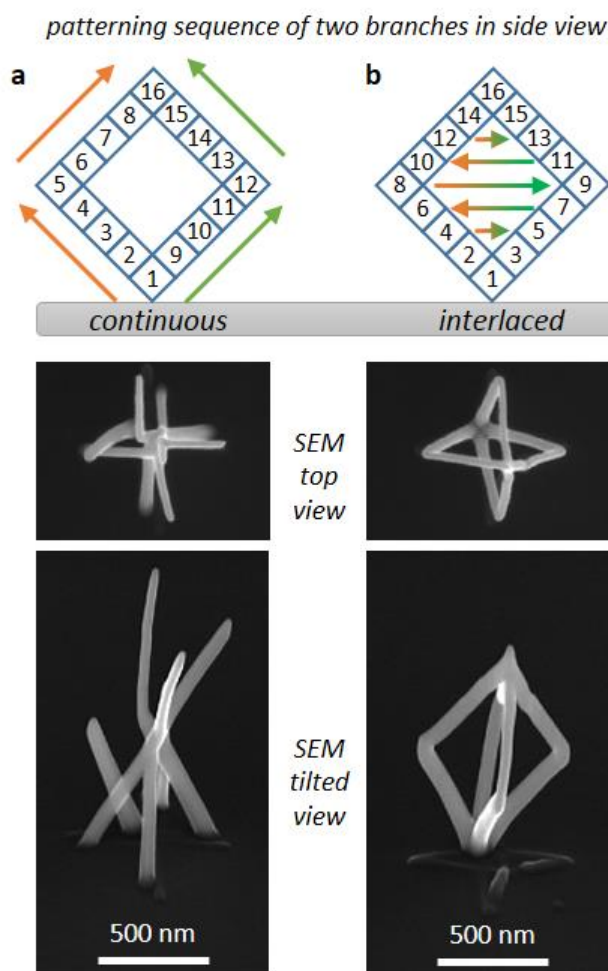 patterning sequence of two branches in side view
a
16
8 15
7 14
6 13
5 12
4 11
3 10
2 9
1
continuous
b
16
14 15
12 13
10 11
8 9
6 7
4 5
2 3
1
interlaced
SEM
top
view
SEM
tilted
view
500 nm
500 nm